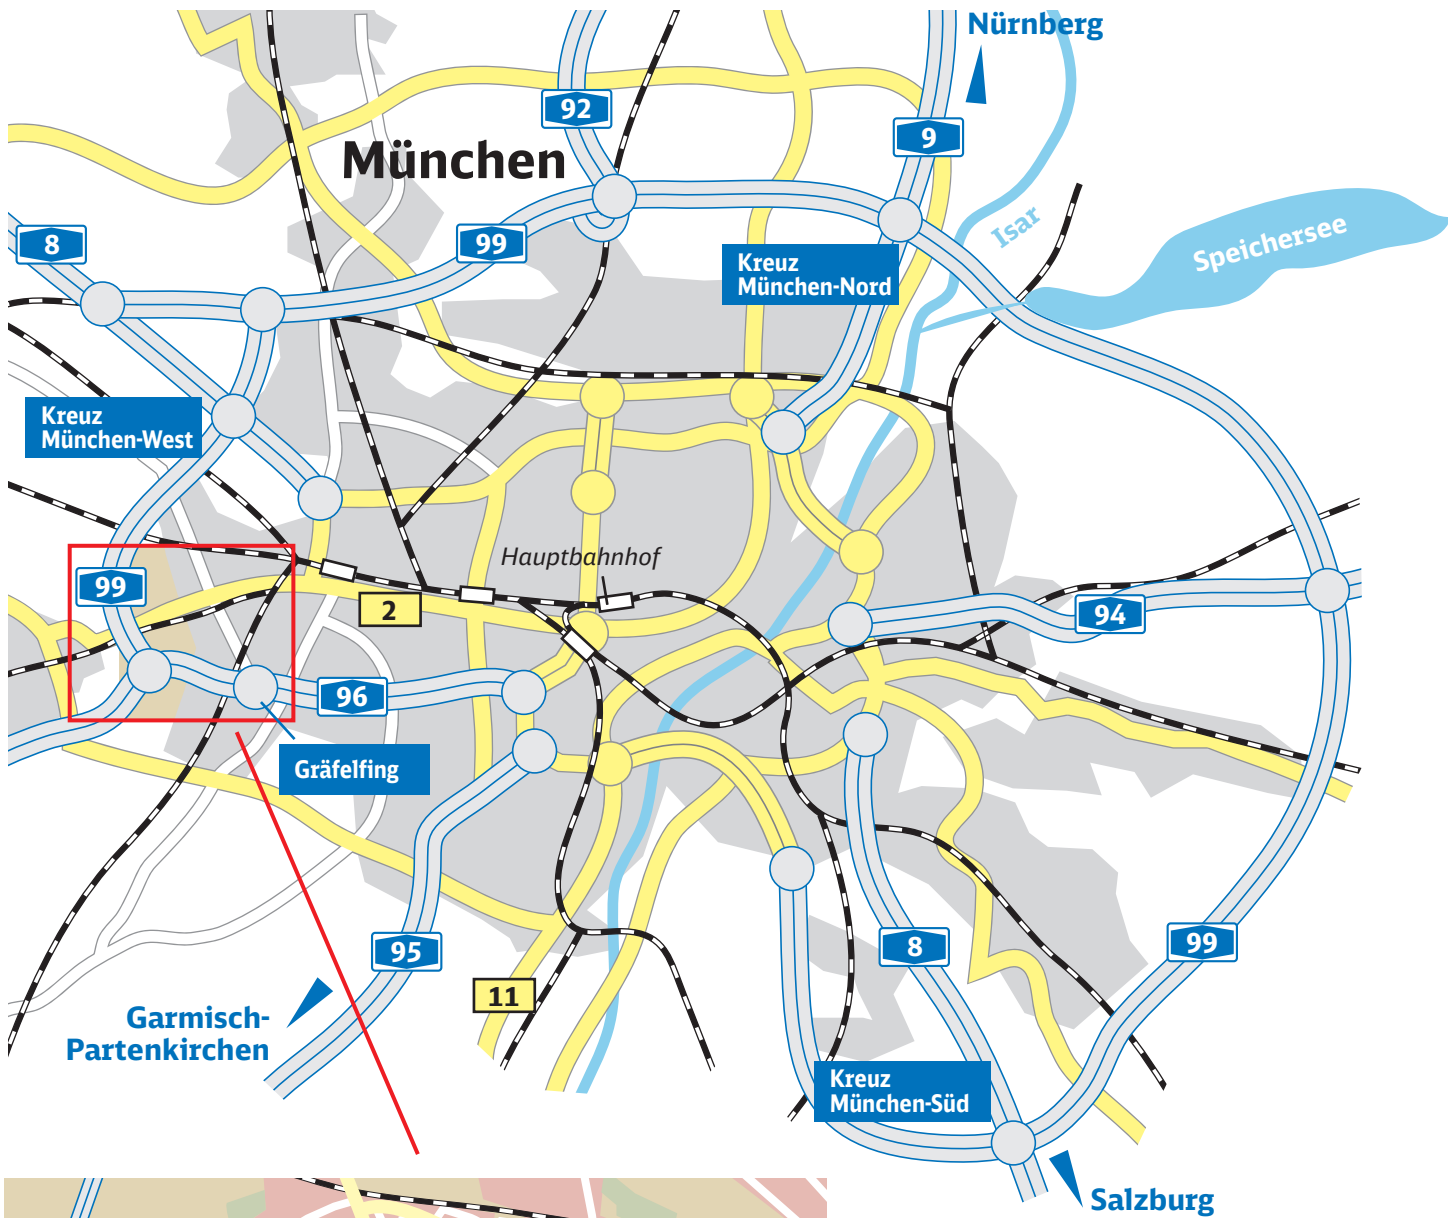 Nürnberg
92
9
München
8
99
Isar
Speichersee
Kreuz
München-Nord
Kreuz
München-West
Hauptbahnhof
99
2
94
96
Gräfelfing
95
8
99
11
Garmisch-
Partenkirchen
Kreuz
München-Süd
Salzburg